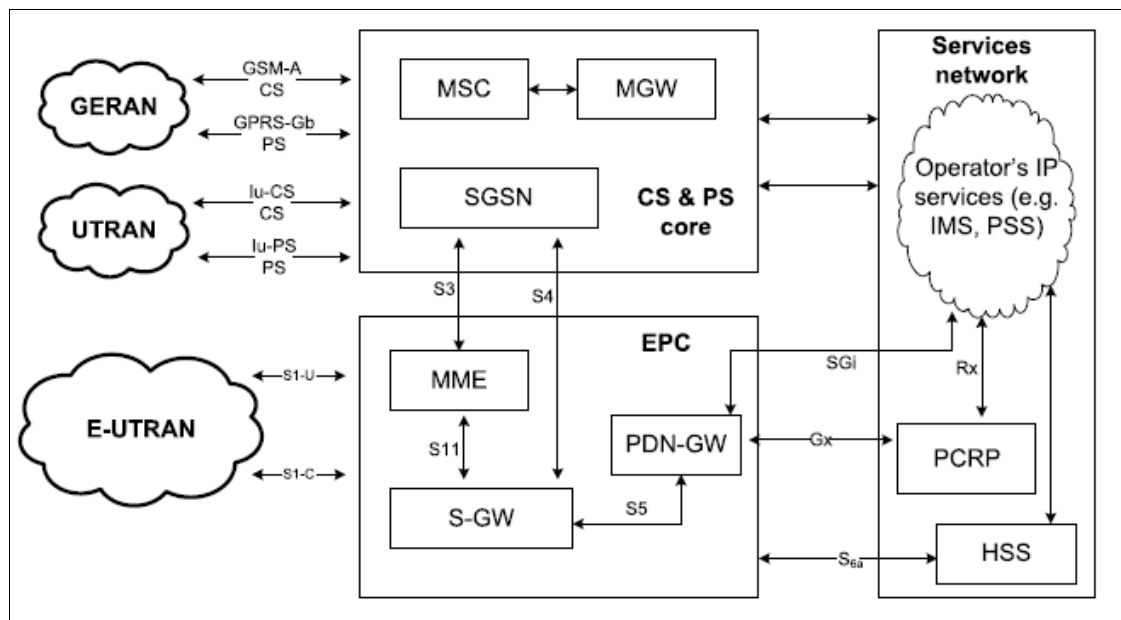 GERAN
GSM-A
CS
GPRS-Gb
PS
UTRAN
Iu-CS
CS
Iu-PS
PS
E-UTRAN
S1-U
S1-C
MSC
MGW
SGSN
CS & PS
core
S3
S4
EPC
MME
S11
S-GW
S5
PDN-GW
SGi
Rx
Gx
S6a
Services
network
Operator's IP
services (e.g.
IMS, PSS)
PCRP
HSS